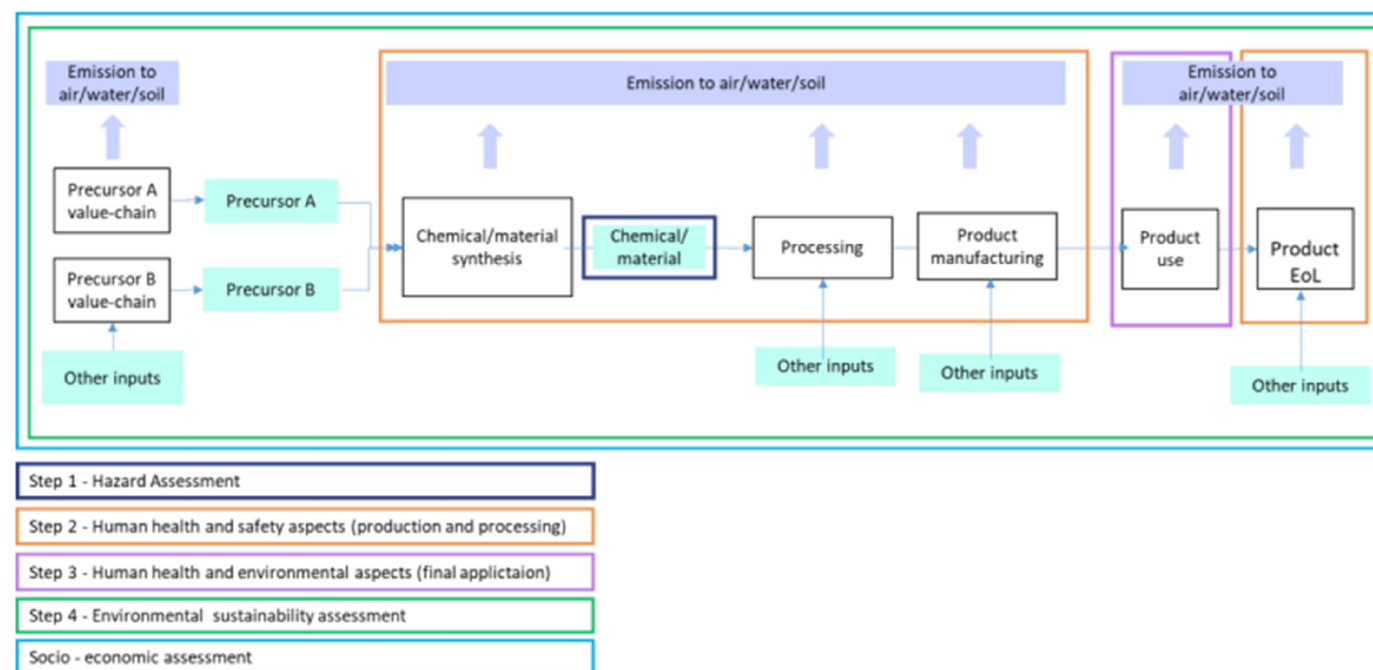 Emission to
air/water/soil
Emission to air/water/soil
Emission to
air/water/soil
Precursor A
value-chain
Precursor A
Chemical/material
synthesis
Chemical/
material
Processing
Product
manufacturing
Product
use
Product
EoL
Precursor B
value-chain
Precursor B
Other inputs
Other inputs
Other inputs
Other inputs
Step 1 - Hazard Assessment
Step 2 - Human health and safety aspects (production and processing)
Step 3 - Human health and environmental aspects (final applictaion)
Step 4 - Environmental sustainability assessment
Socio - economic assessment